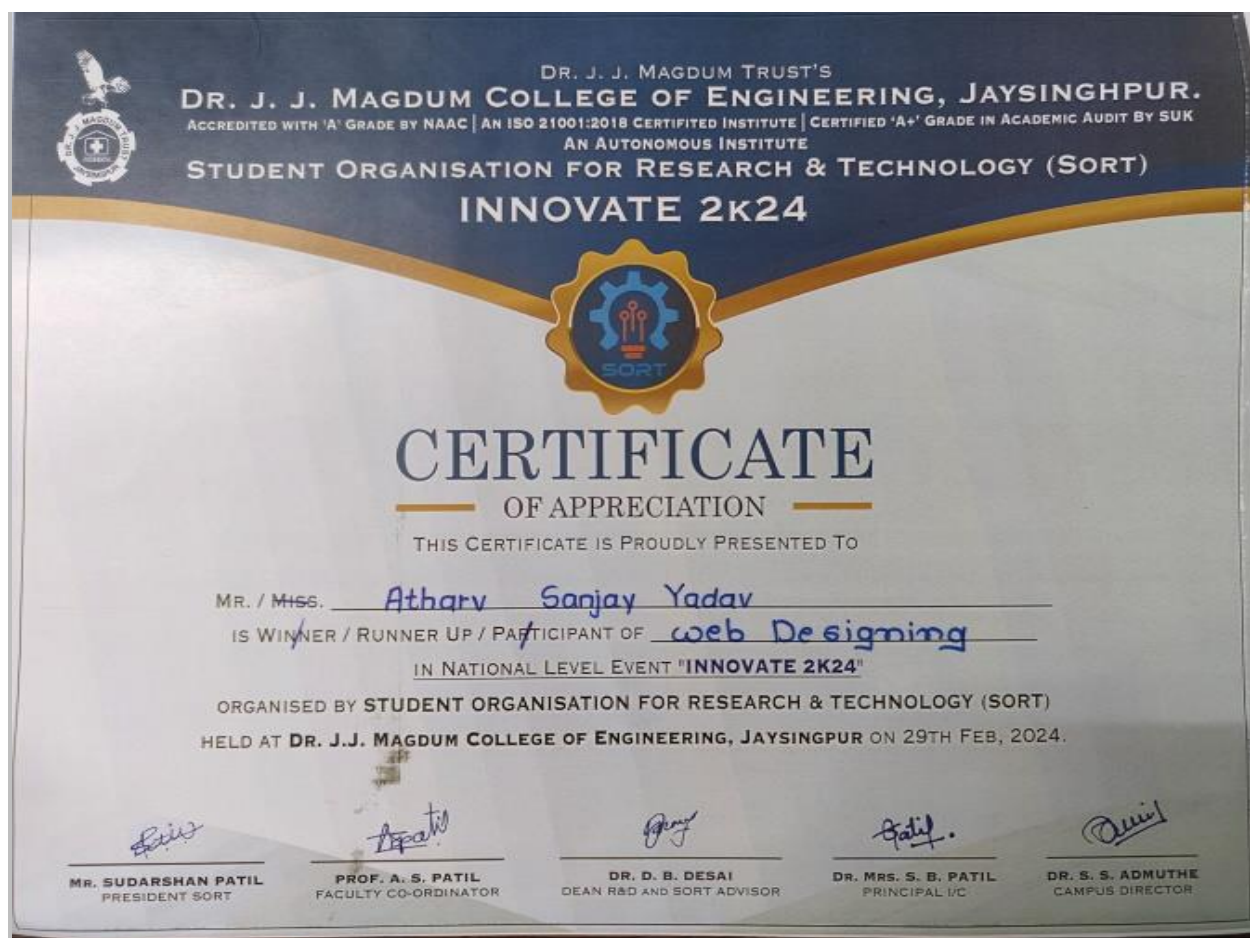 DR. J. J. MAGDUM TRUST'S
DR. J. J. MAGDUM COLLEGE OF ENGINEERING, JAYSINGHPUR.
ACCREDITED WITH 'A' GRADE BY NAAC | AN ISO 21001:2018 CERTIFITED INSTITUTE | CERTIFIED 'A+' GRADE IN ACADEMIC AUDIT BY SUK
AN AUTONOMOUS INSTITUTE
STUDENT ORGANISATION FOR RESEARCH & TECHNOLOGY (SORT)
INNOVATE 2K24
DR. J. J. MAGDUM TRUST
JAYSINGPUR
SORT
CERTIFICATE
OF APPRECIATION
THIS CERTIFICATE IS PROUDLY PRESENTED TO
MR. / MISS. Atharv Sanjay Yadav
IS WINNER / RUNNER UP / PARTICIPANT OF web Designing
IN NATIONAL LEVEL EVENT "INNOVATE 2K24"
ORGANISED BY STUDENT ORGANISATION FOR RESEARCH & TECHNOLOGY (SORT)
HELD AT DR. J.J. MAGDUM COLLEGE OF ENGINEERING, JAYSINGPUR ON 29TH FEB, 2024.
MR. SUDARSHAN PATIL
PRESIDENT SORT
PROF. A. S. PATIL
FACULTY CO-ORDINATOR
DR. D. B. DESAI
DEAN R&D AND SORT ADVISOR
DR. MRS. S. B. PATIL
PRINCIPAL I/C
DR. S. S. ADMUTHE
CAMPUS DIRECTOR